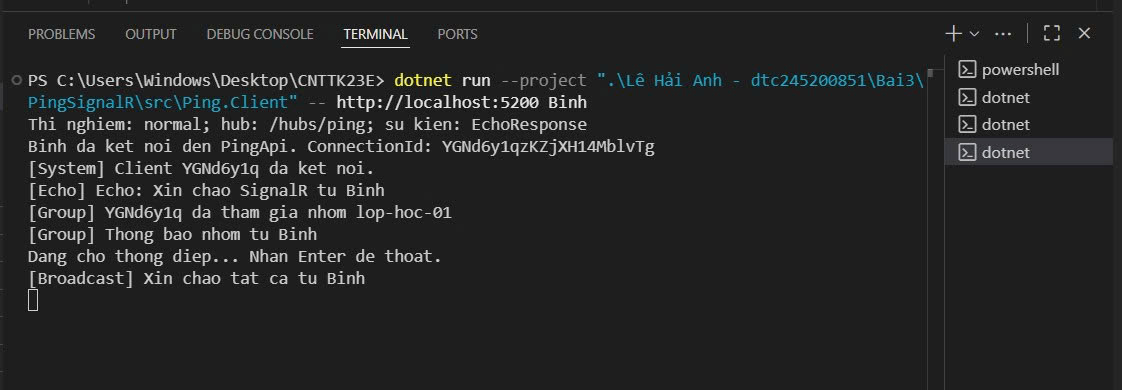 PROBLEMS OUTPUT DEBUG CONSOLE TERMINAL PORTS
PS C:\Users\Windows\Desktop\CNTTK23E> dotnet run --project ".\Lê Hải Anh - dtc245200851\Bai3\
PingSignalR\src\Ping.Client" -- http://localhost:5200 Binh
Thi nghiem: normal; hub: /hubs/ping; su kien: EchoResponse
Binh da ket noi den PingApi. ConnectionId: YGNd6y1qzKZjXH14MblvTg
[System] Client YGNd6y1q da ket noi.
[Echo] Echo: Xin chao SignalR tu Binh
[Group] YGNd6y1q da tham gia nhom lop-hoc-01
[Group] Thong bao nhom tu Binh
Dang cho thong diep... Nhan Enter de thoat.
[Broadcast] Xin chao tat ca tu Binh
powershell
dotnet
dotnet
dotnet